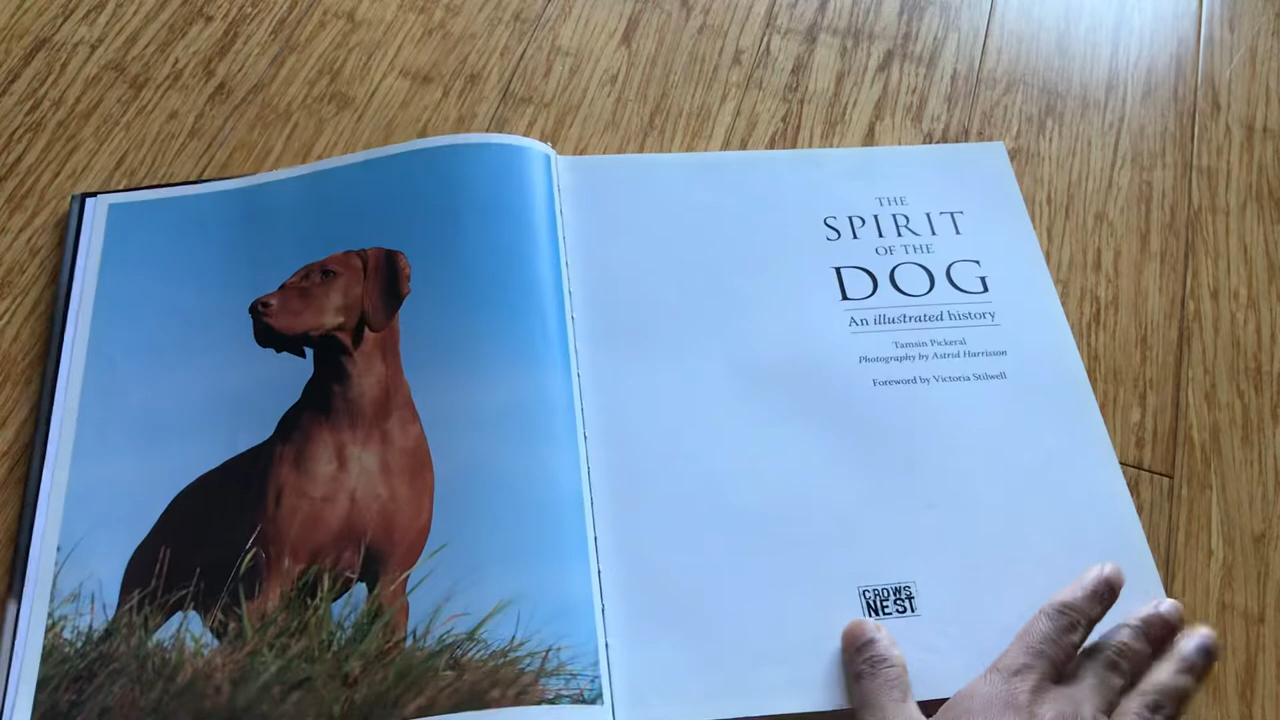 THE
SPIRIT
OF THE
DOG
An illustrated history
Tamsin Pickeral
Photography by Astrid Harrisson
Foreword by Victoria Stilwell
CROWS
NEST